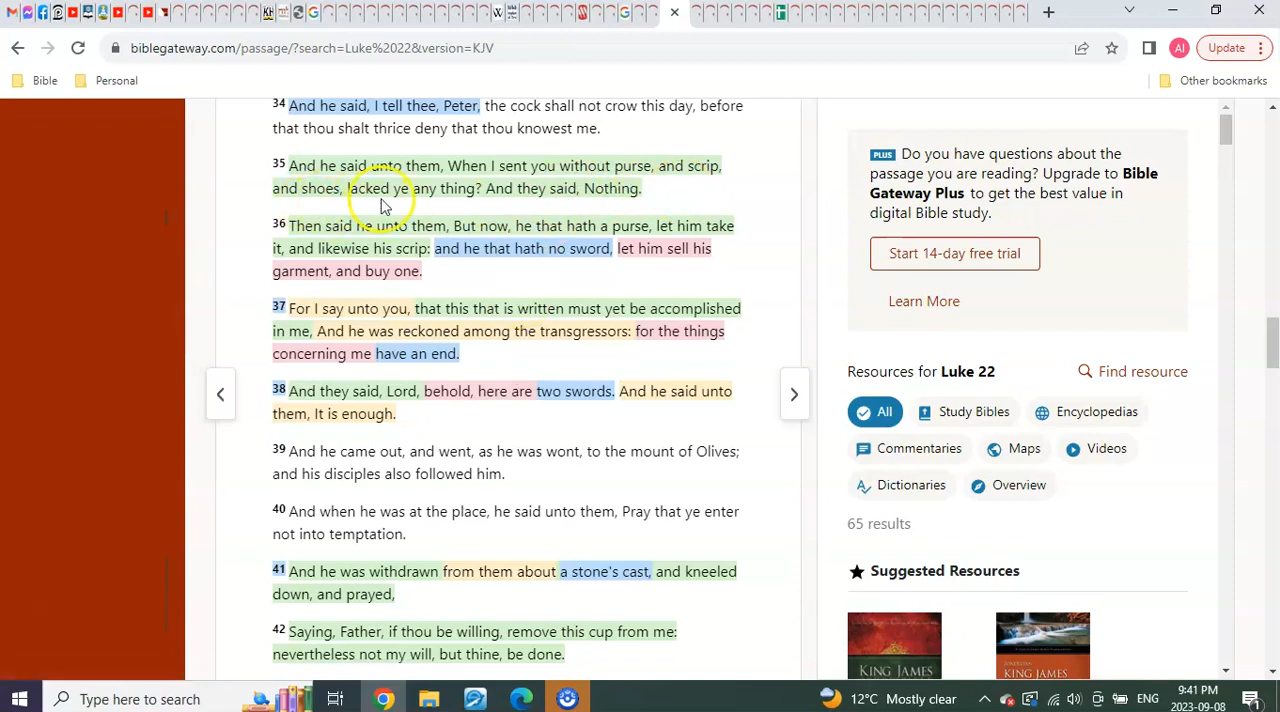 biblegateway.com/passage/?search=Luke%2022&version=KJV
AI
Update
Bible
Personal
Other bookmarks
34 And he said, I tell thee, Peter, the cock shall not crow this day, before
that thou shalt thrice deny that thou knowest me.
35 And he said unto them, When I sent you without purse, and scrip,
and shoes, lacked ye any thing? And they said, Nothing.
36 Then said he unto them, But now, he that hath a purse, let him take
it, and likewise his scrip: and he that hath no sword, let him sell his
garment, and buy one.
37 For I say unto you, that this that is written must yet be accomplished
in me, And he was reckoned among the transgressors: for the things
concerning me have an end.
38 And they said, Lord, behold, here are two swords. And he said unto
them, It is enough.
39 And he came out, and went, as he was wont, to the mount of Olives;
and his disciples also followed him.
40 And when he was at the place, he said unto them, Pray that ye enter
not into temptation.
41 And he was withdrawn from them about a stone's cast, and kneeled
down, and prayed,
42 Saying, Father, if thou be willing, remove this cup from me:
nevertheless not my will, but thine, be done.
PLUS Do you have questions about the
passage you are reading? Upgrade to Bible
Gateway Plus to get the best value in
digital Bible study.
Start 14-day free trial
Learn More
Resources for Luke 22
Find resource
All
Study Bibles
Encyclopedias
Commentaries
Maps
Videos
Dictionaries
Overview
65 results
Suggested Resources
KING JAMES
KING JAMES
Type here to search
12°C Mostly clear
ENG
9:41 PM
2023-09-08